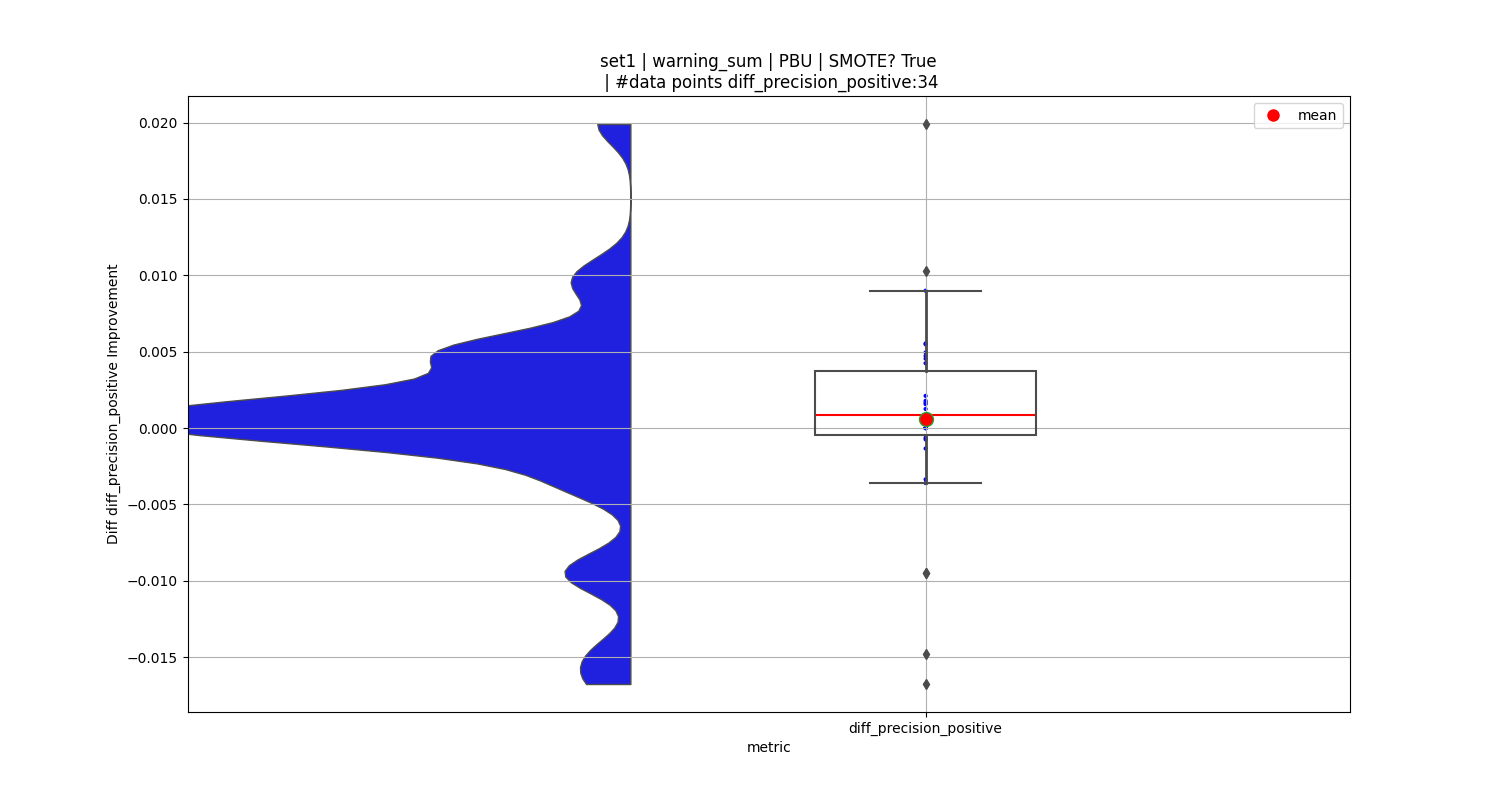 set1 | warning_sum | PBU | SMOTE? True
| #data points diff_precision_positive:34
mean
0.020
0.015
0.010
0.005
0.000
−0.005
−0.010
−0.015
Diff diff_precision_positive Improvement
diff_precision_positive
metric